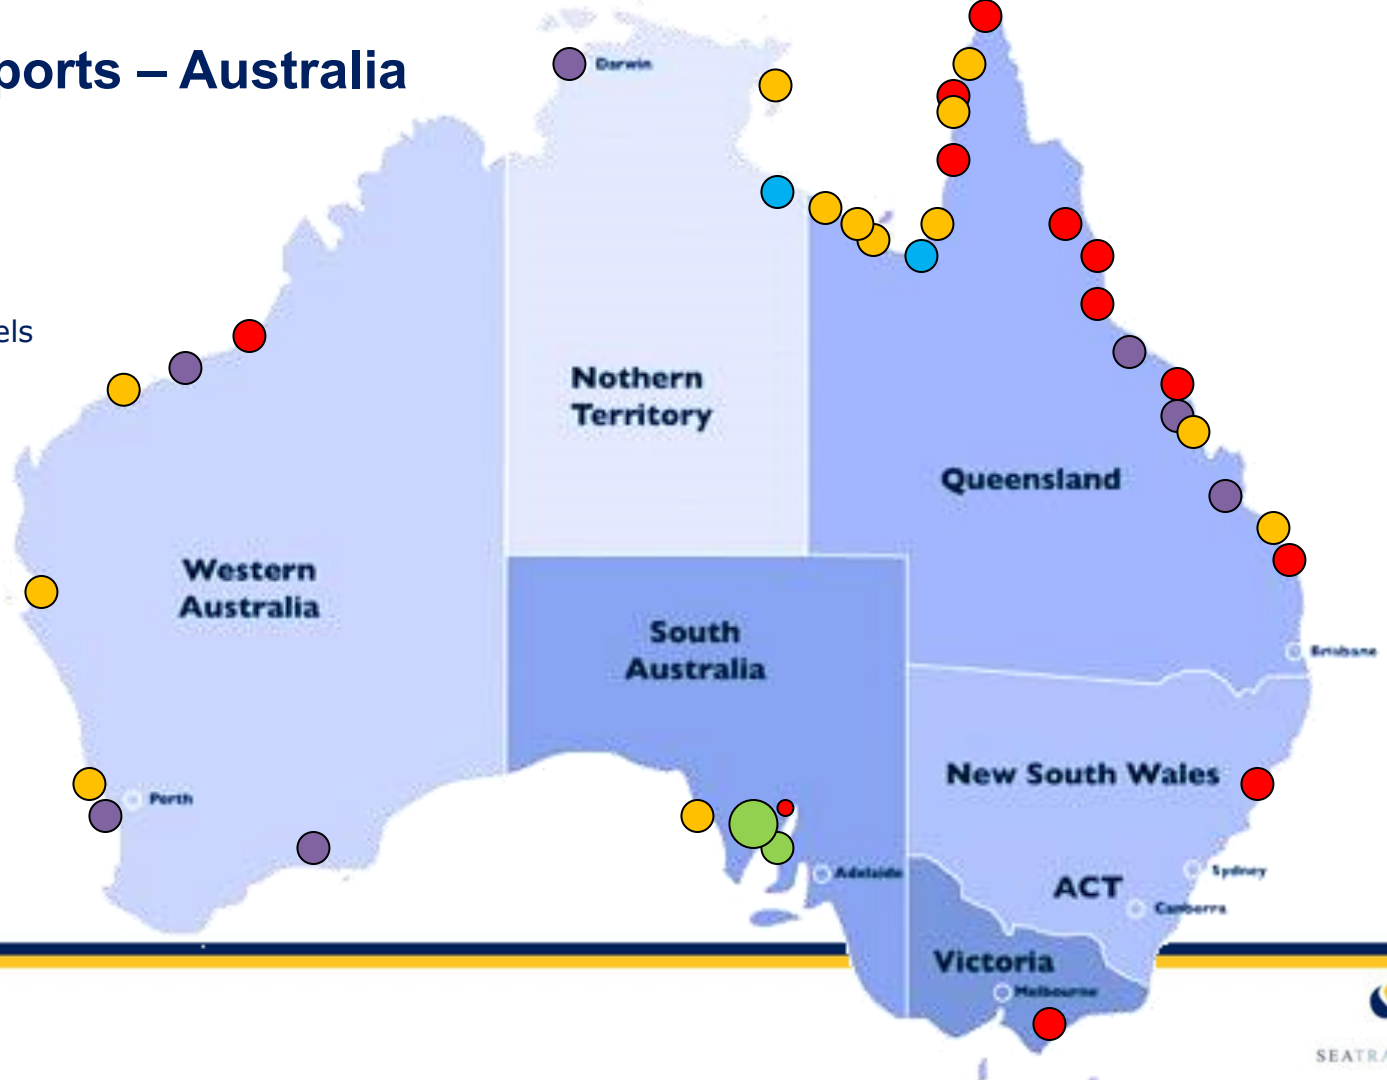 ports – Australia
Darwin
els
Nothern
Territory
Queensland
Western
Australia
South
Australia
Brisbane
New South Wales
Perth
Adelaide
Sydney
ACT
Canberra
Victoria
Melbourne
SEATRA